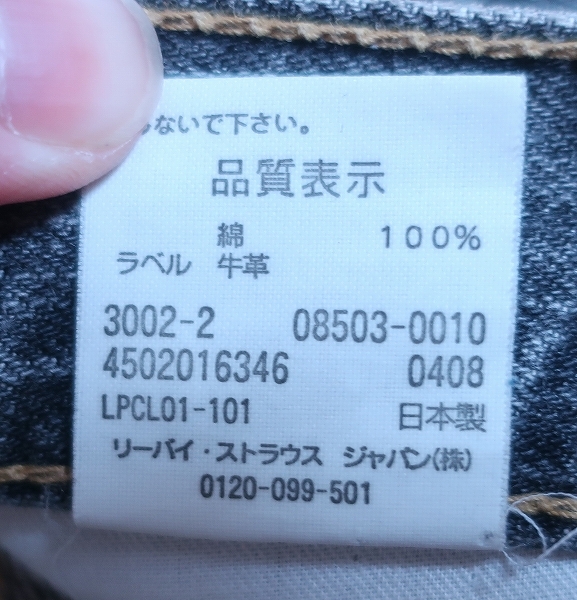 ないで下さい。
品質表示
綿 100%
ラベル 牛革
3002-2 08503-0010
4502016346 0408
LPCL01-101 日本製
リーバイ・ストラウス ジャパン(株)
0120-099-501